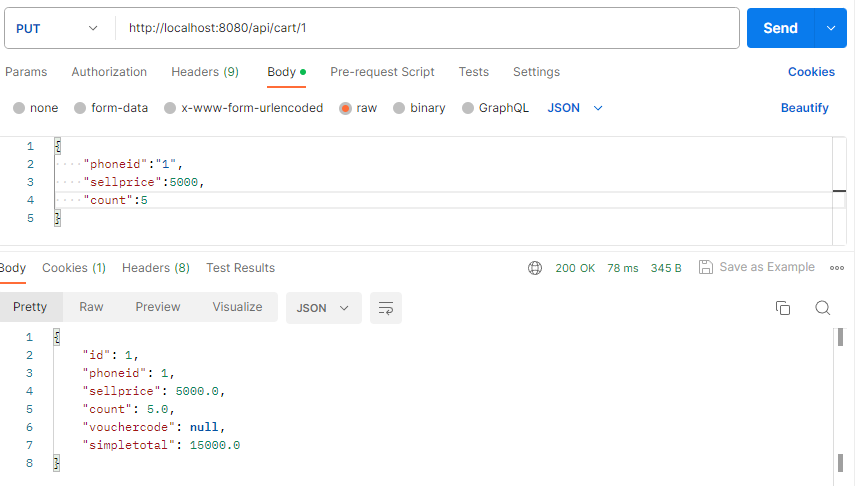 PUT http://localhost:8080/api/cart/1 Send
Params Authorization Headers (9) Body Pre-request Script Tests Settings Cookies
none form-data x-www-form-urlencoded raw binary GraphQL JSON Beautify
1 {
2 "phoneid":"1",
3 "sellprice":5000,
4 "count":5
5 }
Body Cookies (1) Headers (8) Test Results 200 OK 78 ms 345 B Save as Example
Pretty Raw Preview Visualize JSON
1 {
2 "id": 1,
3 "phoneid": 1,
4 "sellprice": 5000.0,
5 "count": 5.0,
6 "vouchercode": null,
7 "simpletotal": 15000.0
8 }